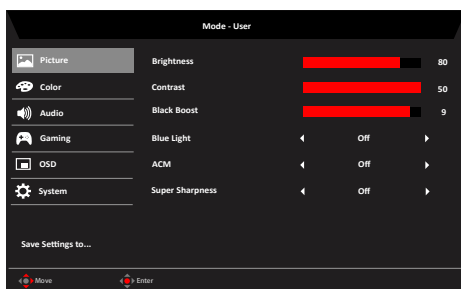 Mode - User
Picture
Brightness 80
Color
Contrast 50
Audio
Black Boost 9
Gaming
Blue Light Off
OSD
ACM Off
System
Super Sharpness Off
Save Settings to...
Move Enter